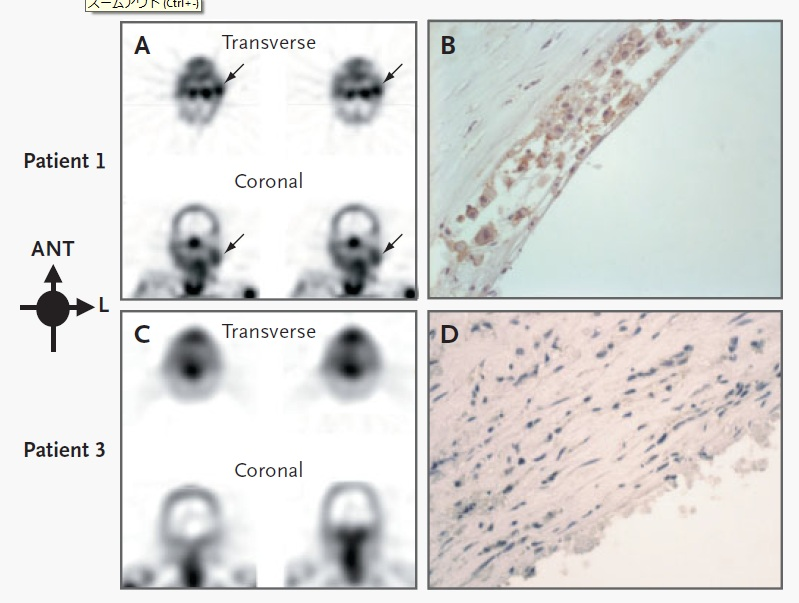 ズームアウト (Ctrl+-)
A
Transverse
B
Patient 1
Coronal
ANT
L
C
Transverse
D
Patient 3
Coronal